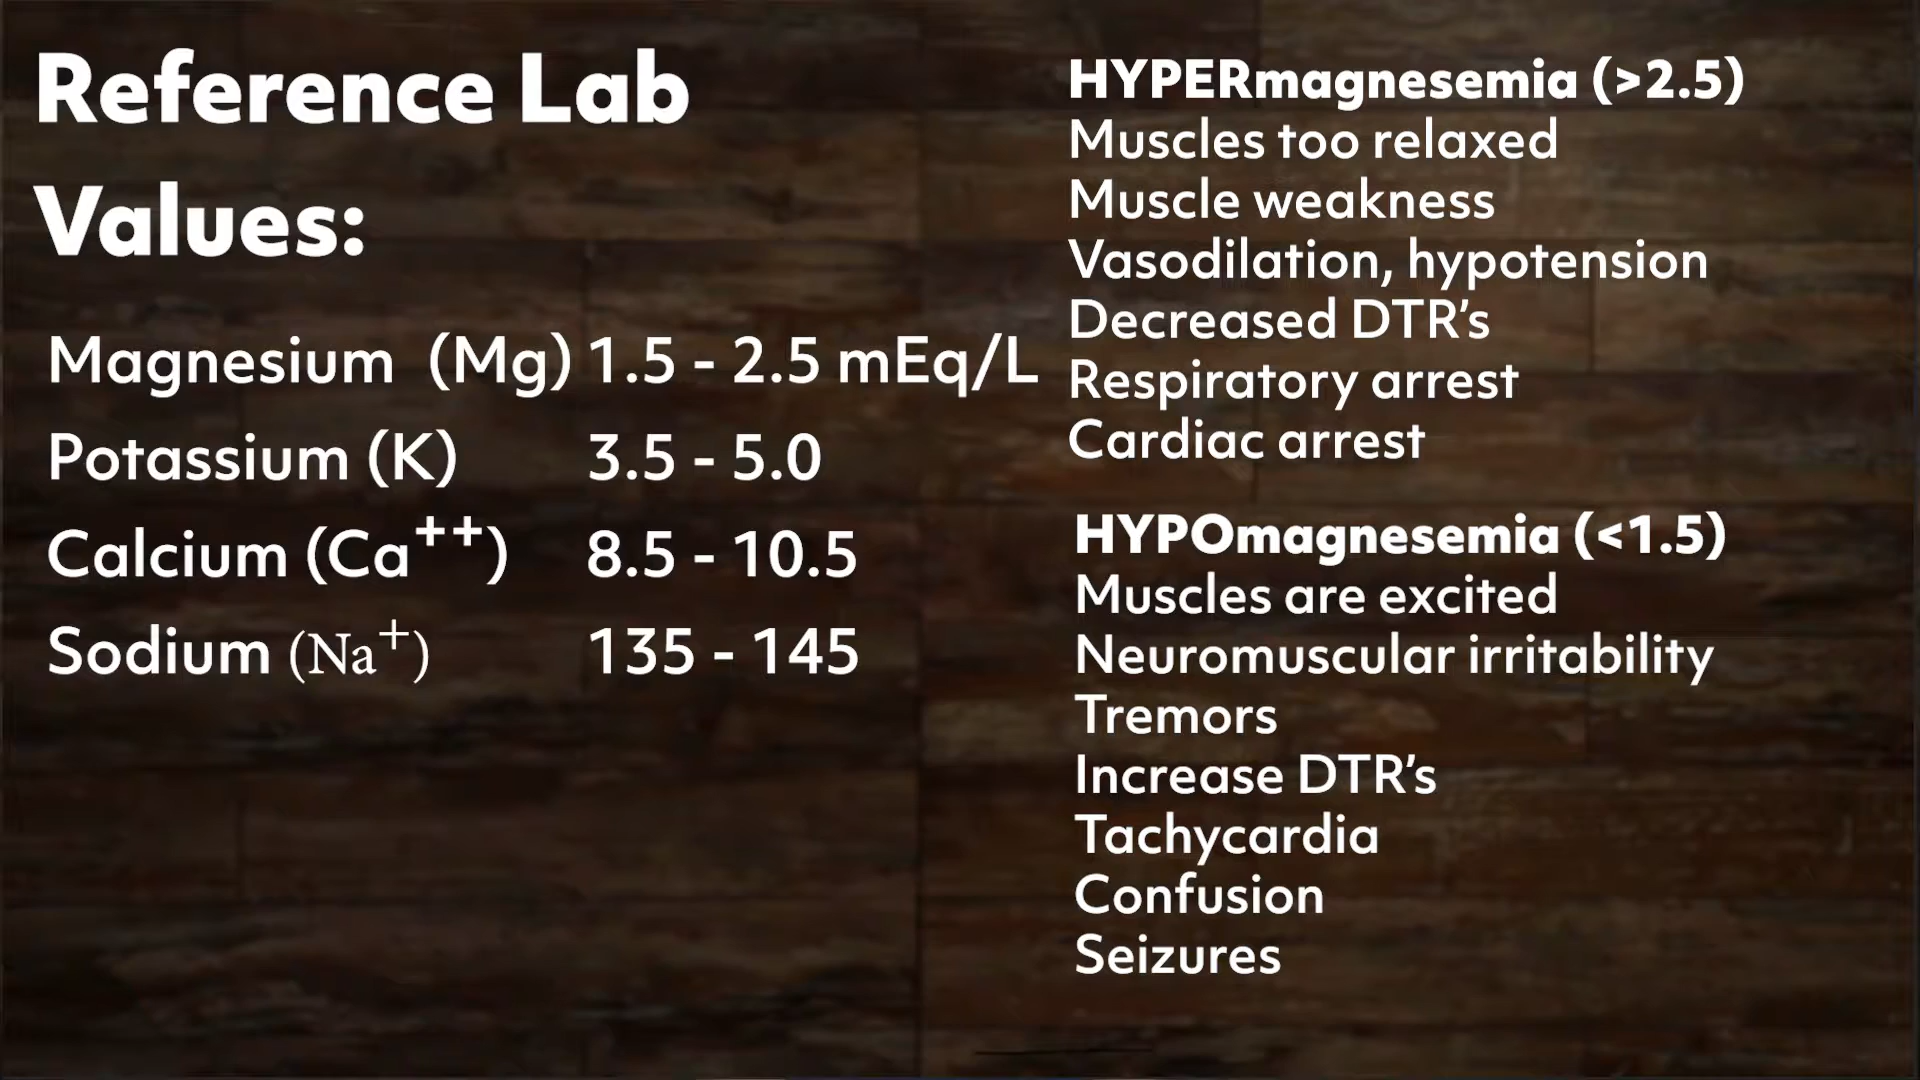 Reference Lab
Values:
Magnesium (Mg) 1.5 - 2.5 mEq/L
Potassium (K) 3.5 - 5.0
Calcium (Ca⁺⁺) 8.5 - 10.5
Sodium (Na⁺) 135 - 145
HYPERmagnesemia (>2.5)
Muscles too relaxed
Muscle weakness
Vasodilation, hypotension
Decreased DTR’s
Respiratory arrest
Cardiac arrest
HYPOmagnesemia (<1.5)
Muscles are excited
Neuromuscular irritability
Tremors
Increase DTR’s
Tachycardia
Confusion
Seizures